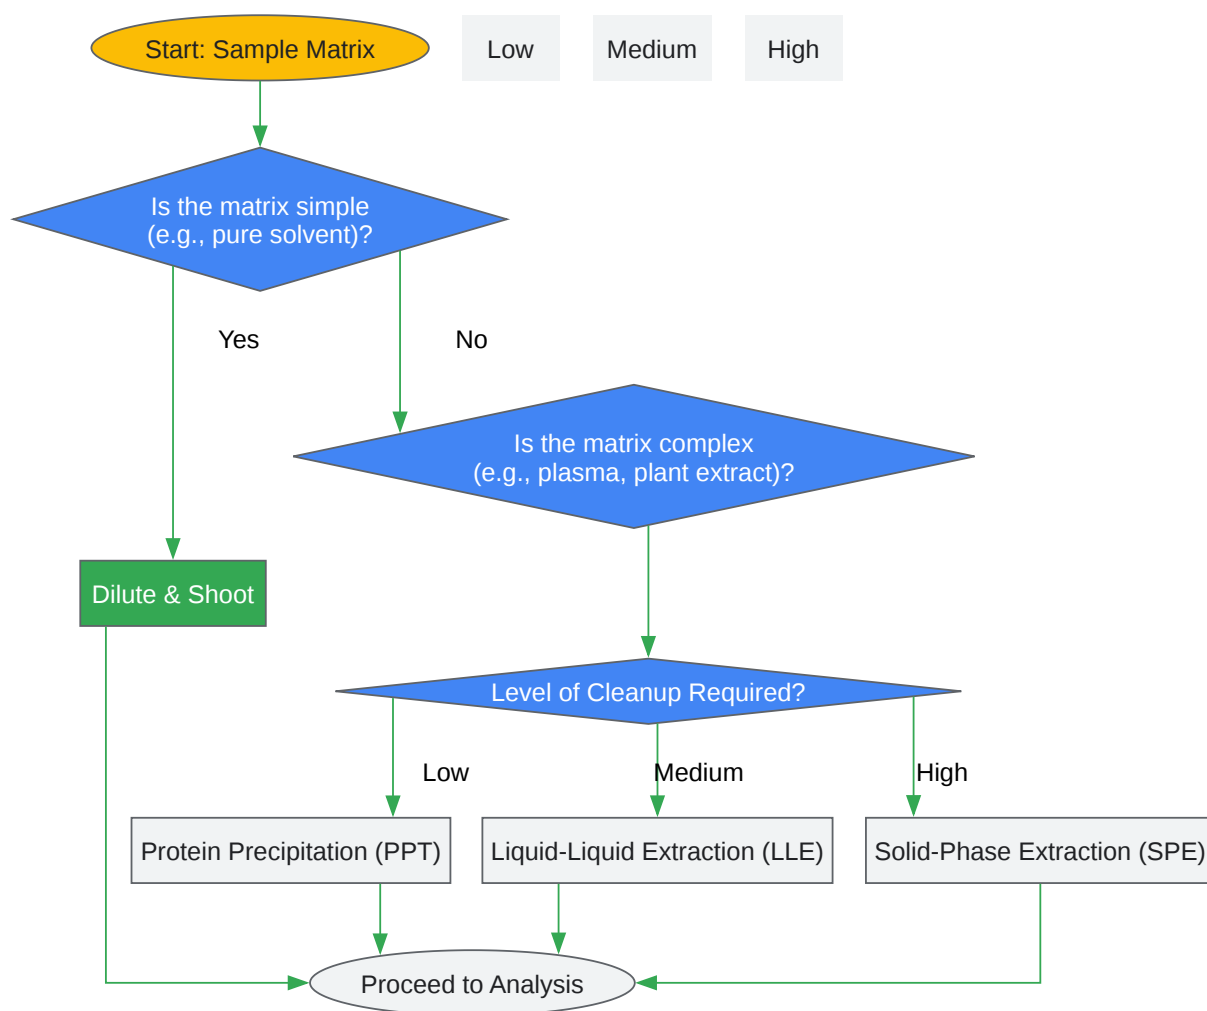 Start: Sample Matrix
Low
Medium
High
Is the matrix simple
(e.g., pure solvent)?
Yes
No
Is the matrix complex
(e.g., plasma, plant extract)?
Dilute & Shoot
Level of Cleanup Required?
Low
Medium
High
Protein Precipitation (PPT)
Liquid-Liquid Extraction (LLE)
Solid-Phase Extraction (SPE)
Proceed to Analysis